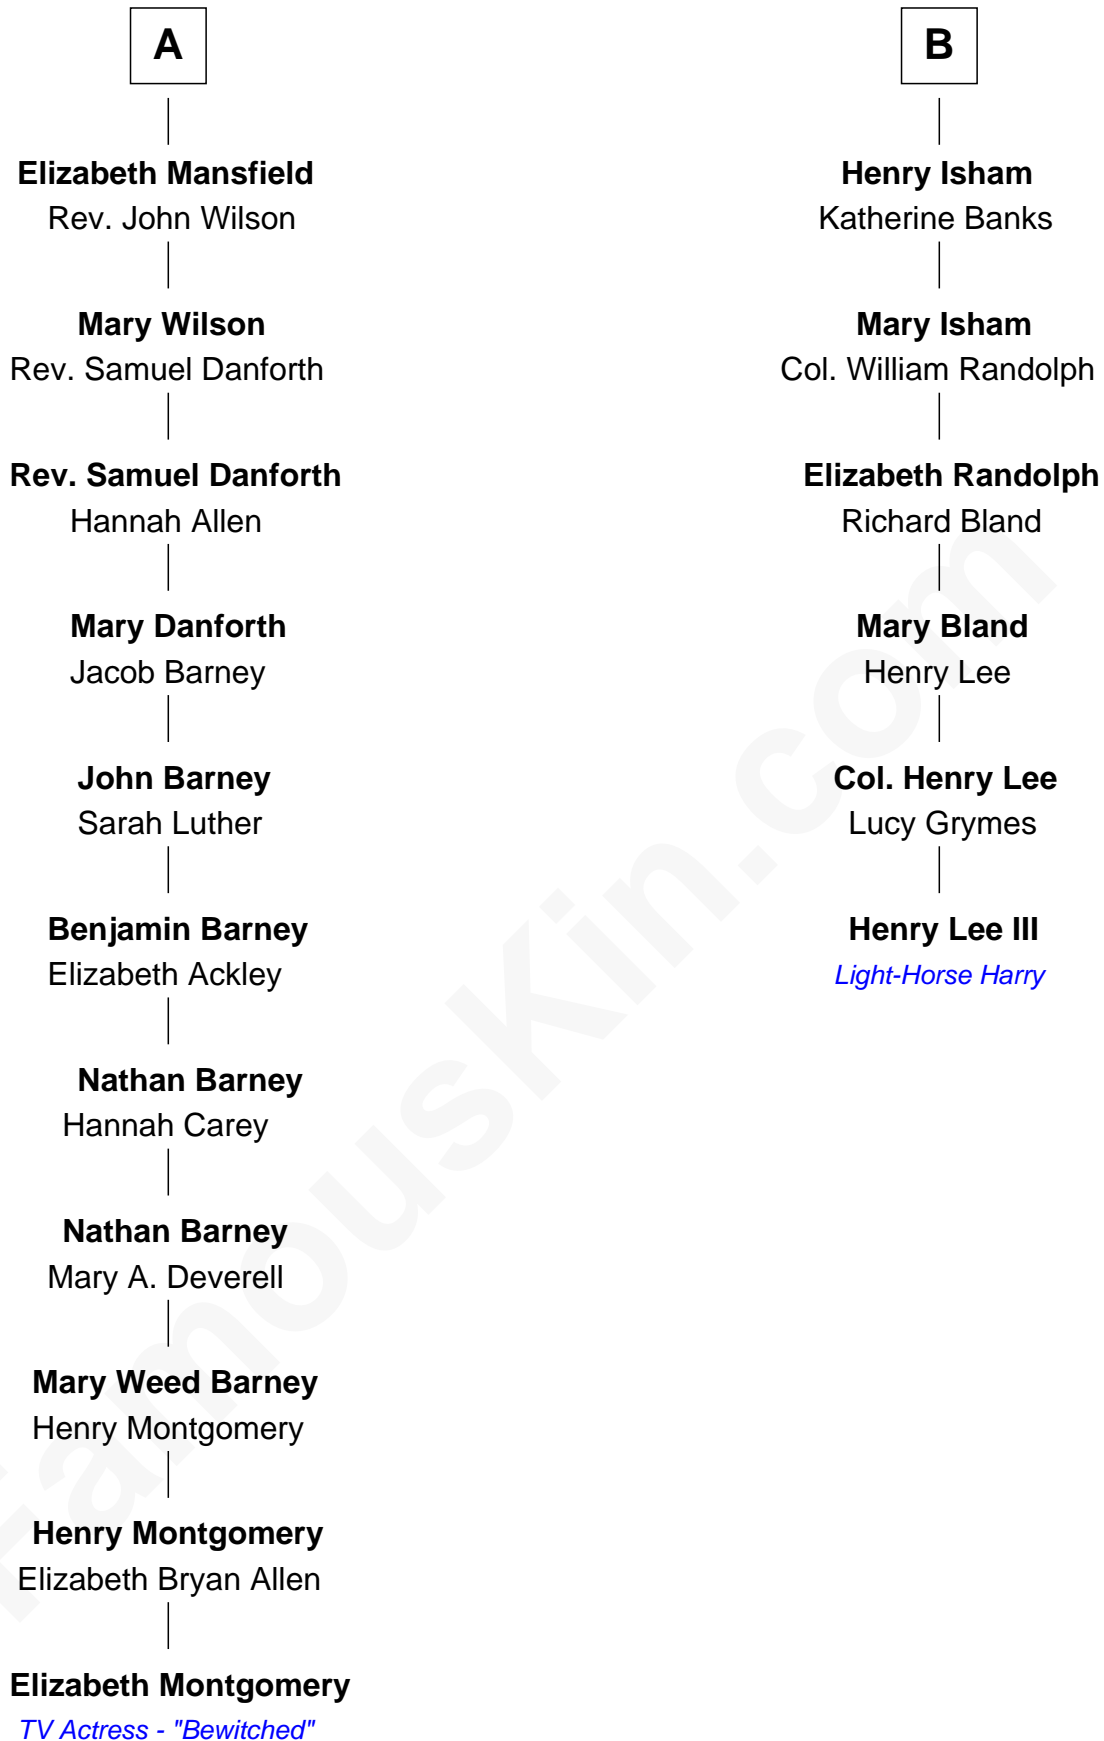 A
Elizabeth Mansfield
Rev. John Wilson
Mary Wilson
Rev. Samuel Danforth
Rev. Samuel Danforth
Hannah Allen
Mary Danforth
Jacob Barney
John Barney
Sarah Luther
Benjamin Barney
Elizabeth Ackley
Nathan Barney
Hannah Carey
Nathan Barney
Mary A. Deverell
Mary Weed Barney
Henry Montgomery
Henry Montgomery
Elizabeth Bryan Allen
Elizabeth Montgomery
TV Actress - "Bewitched"
B
Henry Isham
Katherine Banks
Mary Isham
Col. William Randolph
Elizabeth Randolph
Richard Bland
Mary Bland
Henry Lee
Col. Henry Lee
Lucy Grymes
Henry Lee III
Light-Horse Harry
FamousKin.com